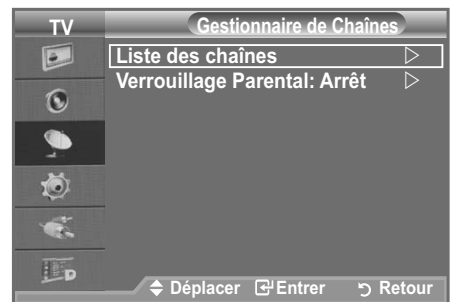 TV
Gestionnaire de Chaînes
Liste des chaînes
Verrouillage Parental: Arrêt
Déplacer Entrer Retour